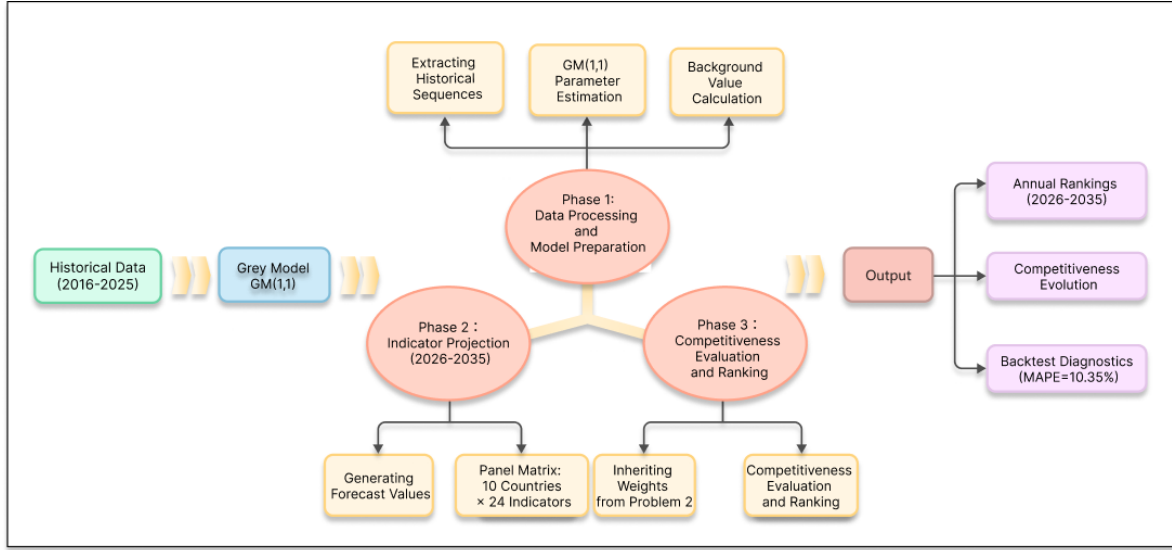 Extracting
Historical
Sequences
GM(1,1)
Parameter
Estimation
Background
Value
Calculation
Phase 1:
Data Processing
and
Model Preparation
Historical Data
(2016-2025)
Grey Model
GM(1,1)
Phase 2：
Indicator Projection
(2026-2035)
Phase 3：
Competitiveness
Evaluation
and Ranking
Generating
Forecast Values
Panel Matrix:
10 Countries
× 24 Indicators
Inheriting
Weights
from Problem 2
Competitiveness
Evaluation
and Ranking
Output
Annual Rankings
(2026-2035)
Competitiveness
Evolution
Backtest Diagnostics
(MAPE=10.35%)